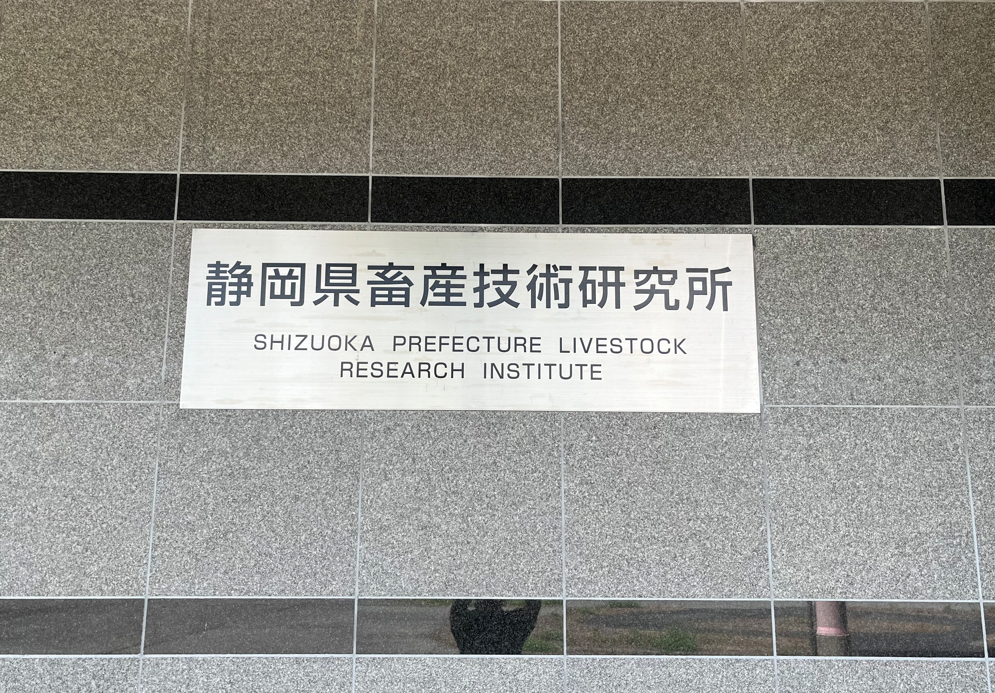 静岡県畜産技術研究所
SHIZUOKA PREFECTURE LIVESTOCK
RESEARCH INSTITUTE